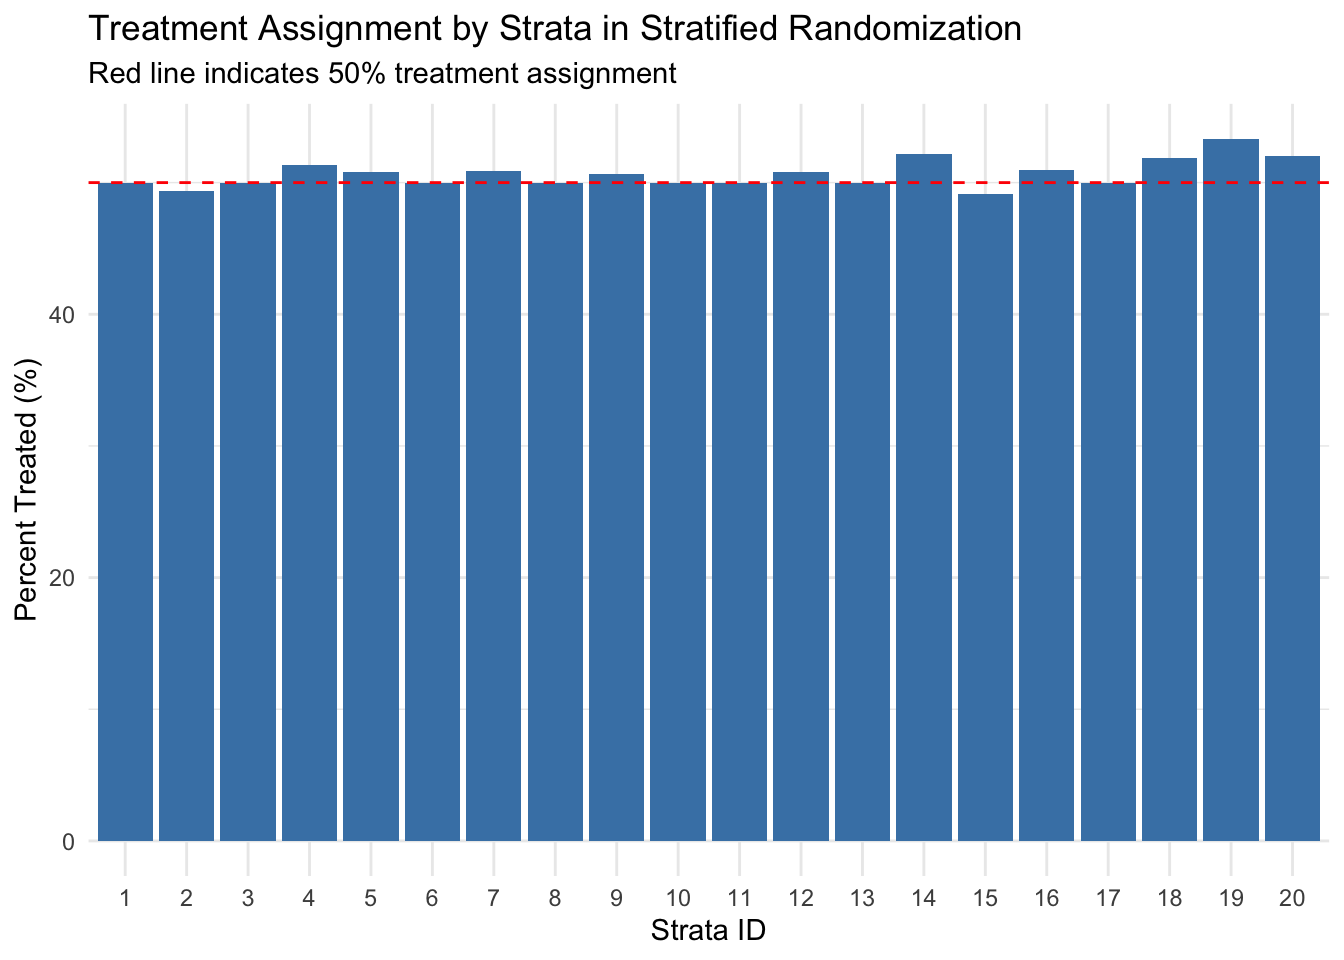 Treatment Assignment by Strata in Stratified Randomization
Red line indicates 50% treatment assignment
Percent Treated (%)
40
20
0
1 2 3 4 5 6 7 8 9 10 11 12 13 14 15 16 17 18 19 20
Strata ID